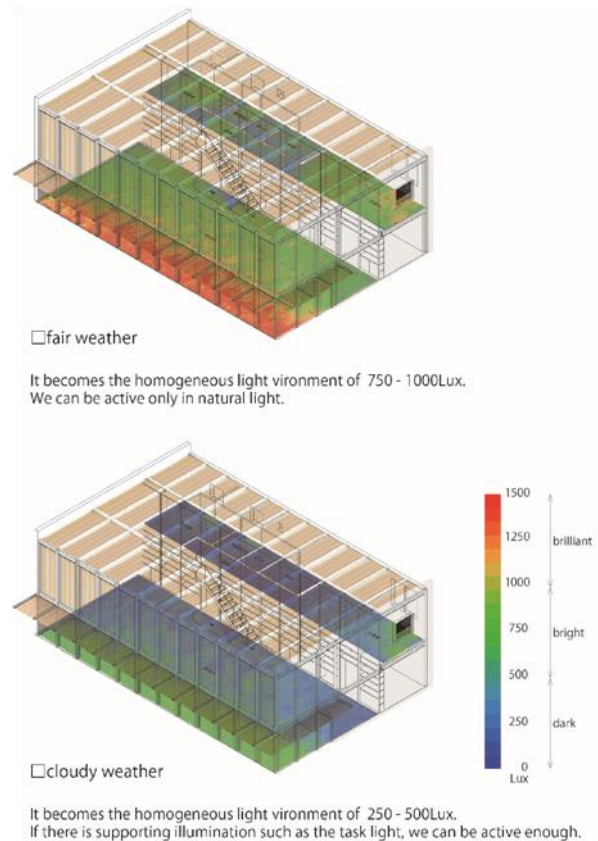 □fair weather
It becomes the homogeneous light vironment of 750 - 1000Lux.
We can be active only in natural light.
1500
1250
1000
750
500
250
0
Lux
brilliant
bright
dark
□cloudy weather
It becomes the homogeneous light vironment of 250 - 500Lux.
If there is supporting illumination such as the task light, we can be active enough.